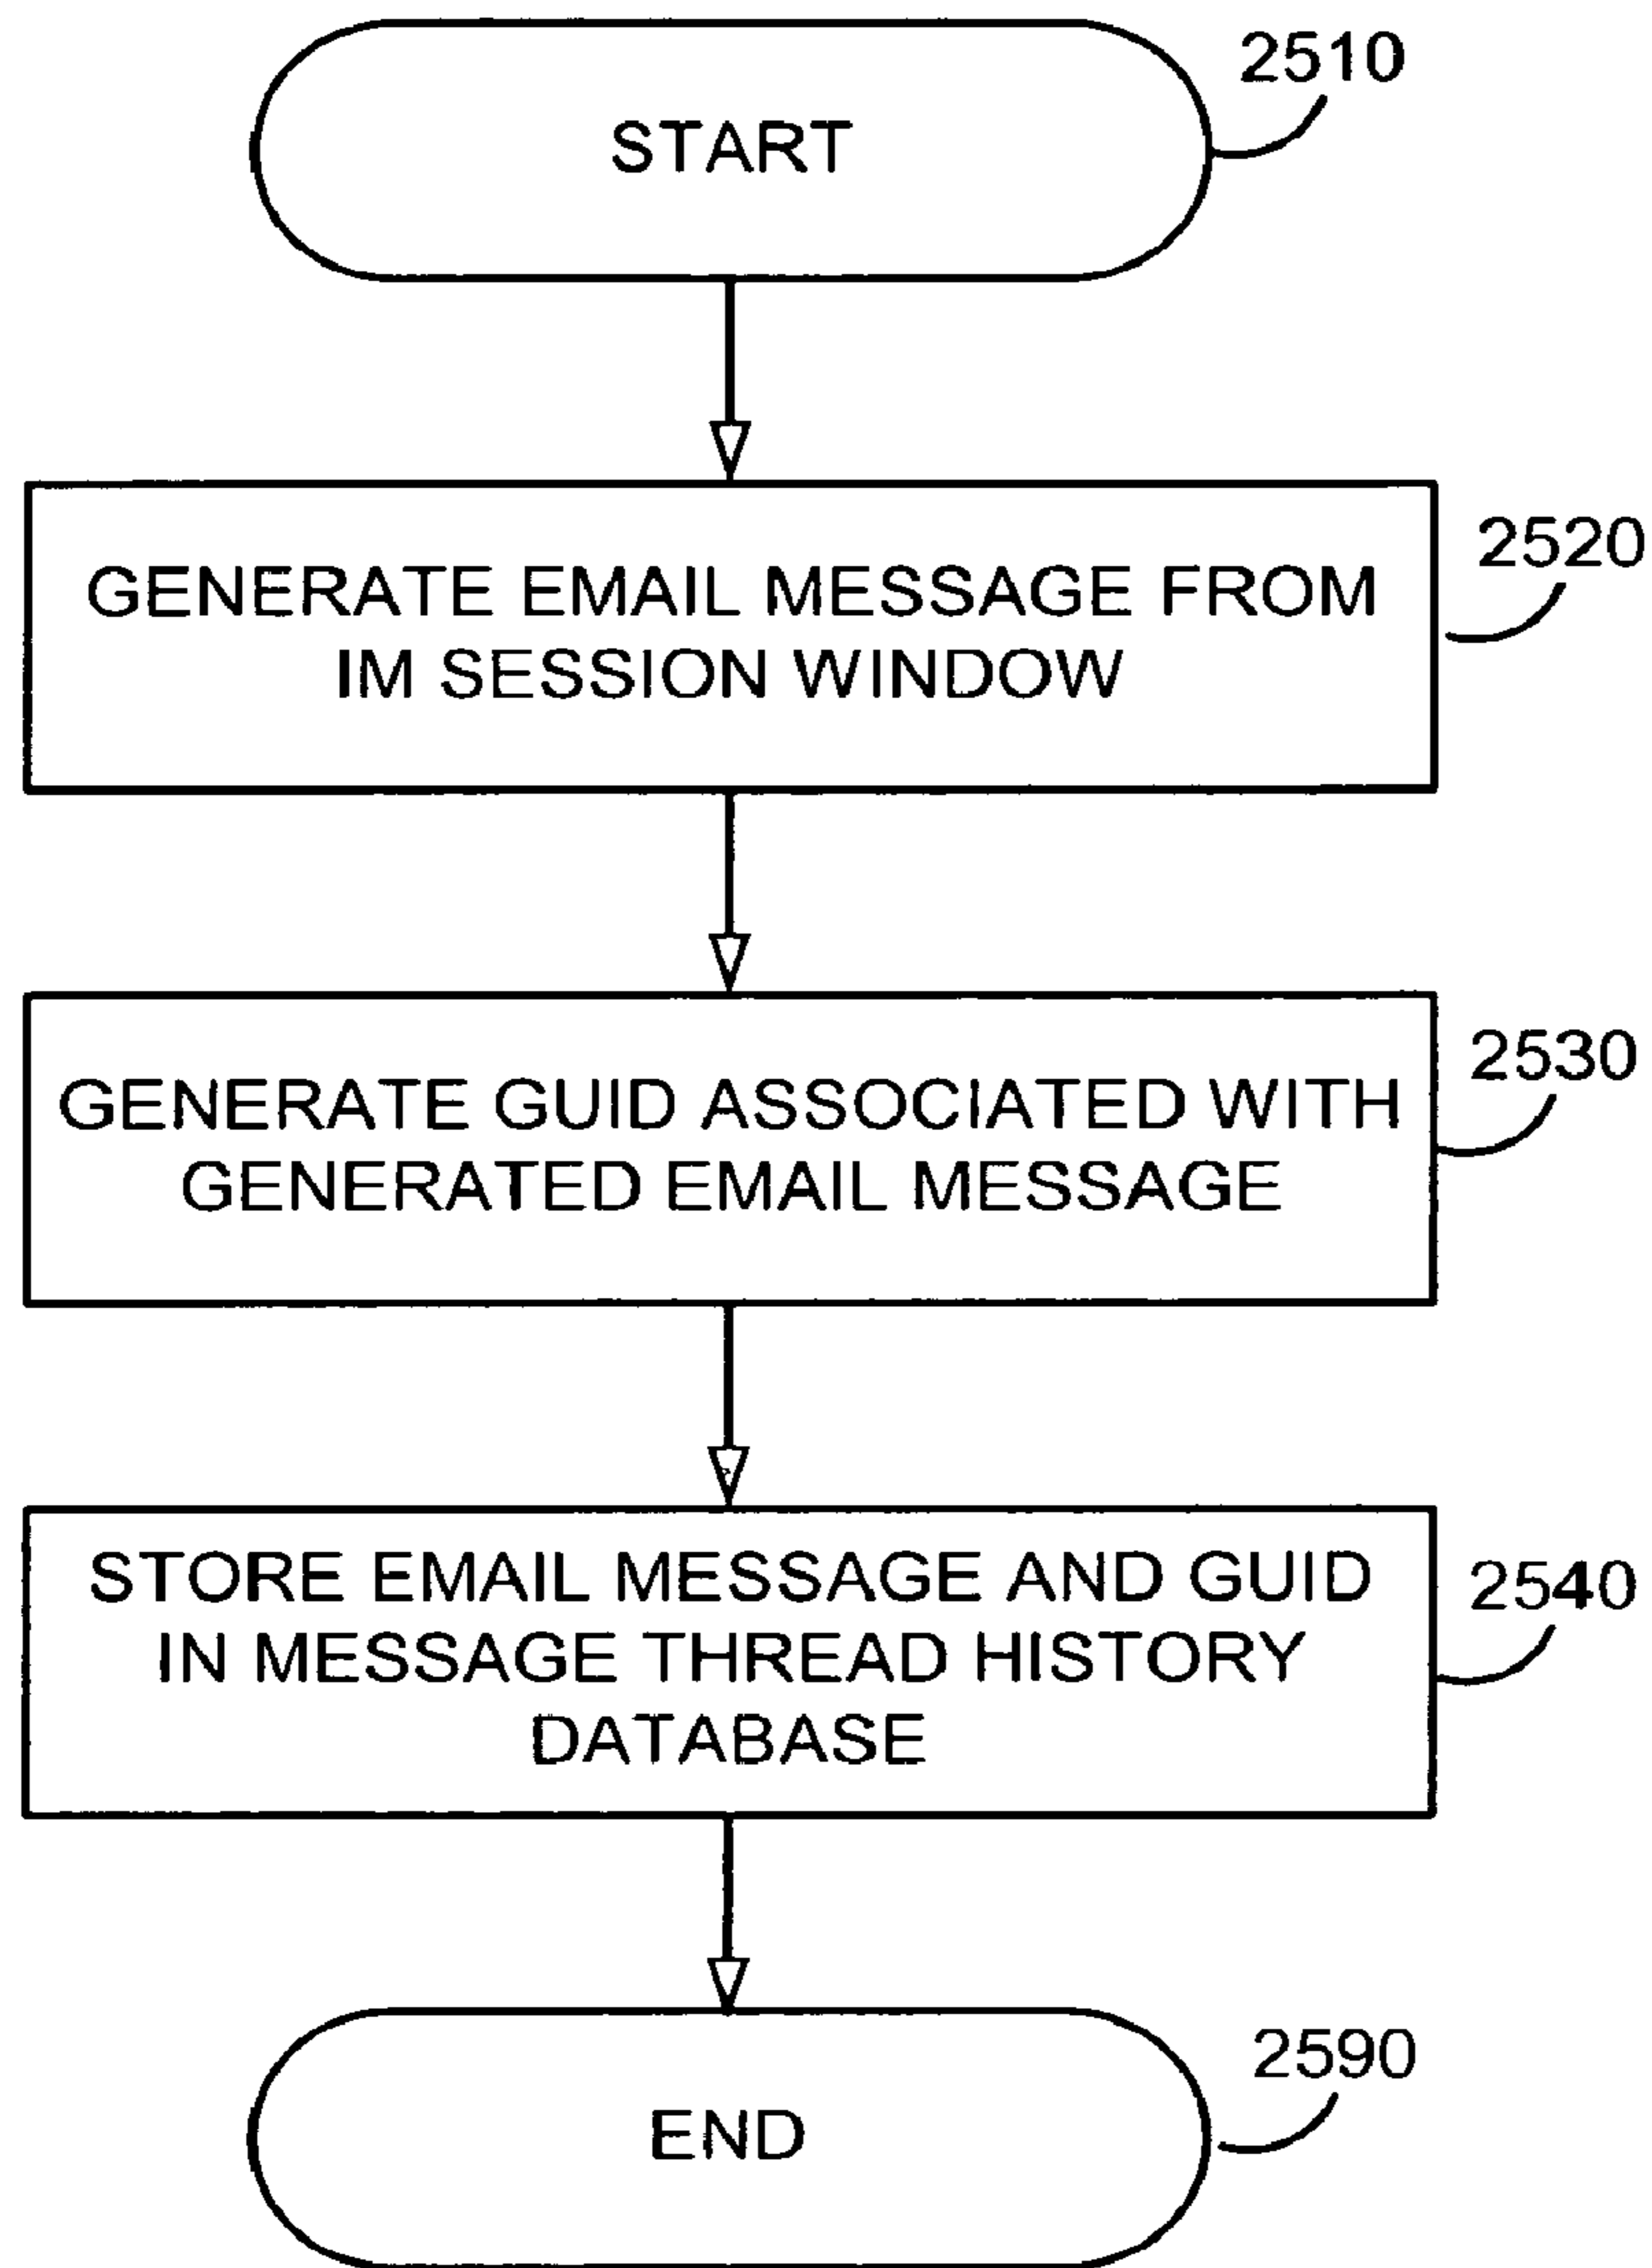 2510
START
2520
GENERATE EMAIL MESSAGE FROM
IM SESSION WINDOW
2530
GENERATE GUID ASSOCIATED WITH
GENERATED EMAIL MESSAGE
2540
STORE EMAIL MESSAGE AND GUID
IN MESSAGE THREAD HISTORY
DATABASE
2590
END